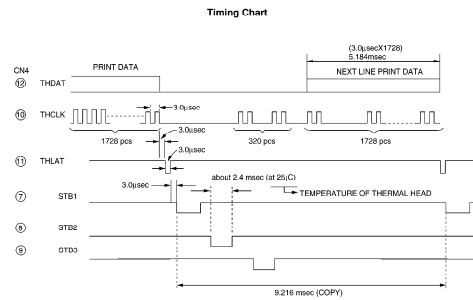 Timing Chart
(3.0μsecX1728)
5.184msec
CN4
PRINT DATA
NEXT LINE PRINT DATA
⑫ THDAT
3.0μsec
⑩ THCLK
3.0μsec
1728 pcs
320 pcs
1728 pcs
3.0μsec
⑪ THLAT
3.0μsec
about 2.4 msec (at 25¡C)
TEMPERATURE OF THERMAL HEAD
⑦ STB1
⑧ STB2
⑨ STB3
9.216 msec (COPY)